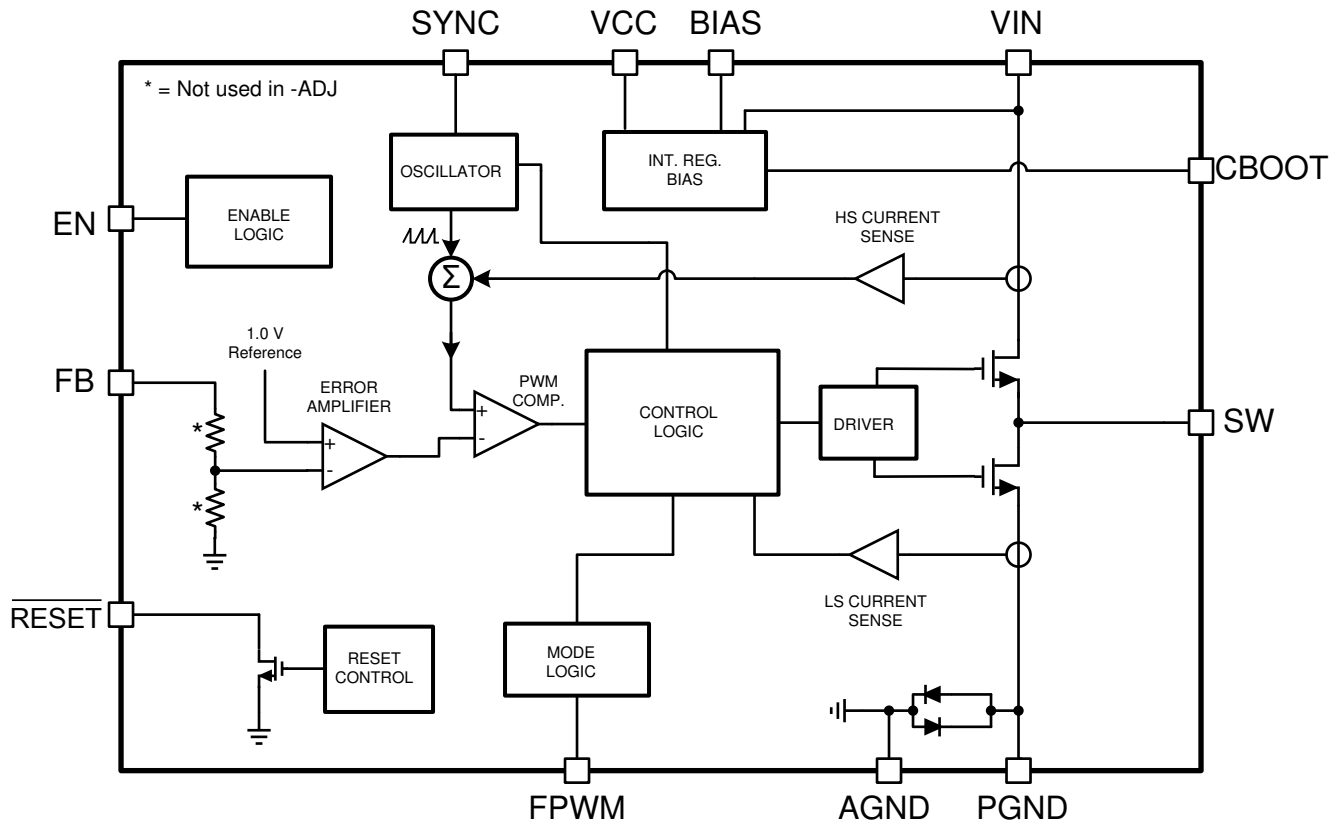 SYNC
VCC
BIAS
VIN
* = Not used in -ADJ
OSCILLATOR
INT. REG.
BIAS
CBOOT
EN
ENABLE
LOGIC
HS CURRENT
SENSE
Σ
1.0 V
Reference
FB
ERROR
AMPLIFIER
PWM
COMP.
+
-
+
-
*
*
CONTROL
LOGIC
DRIVER
SW
RESET
RESET
CONTROL
MODE
LOGIC
LS CURRENT
SENSE
FPWM
AGND
PGND